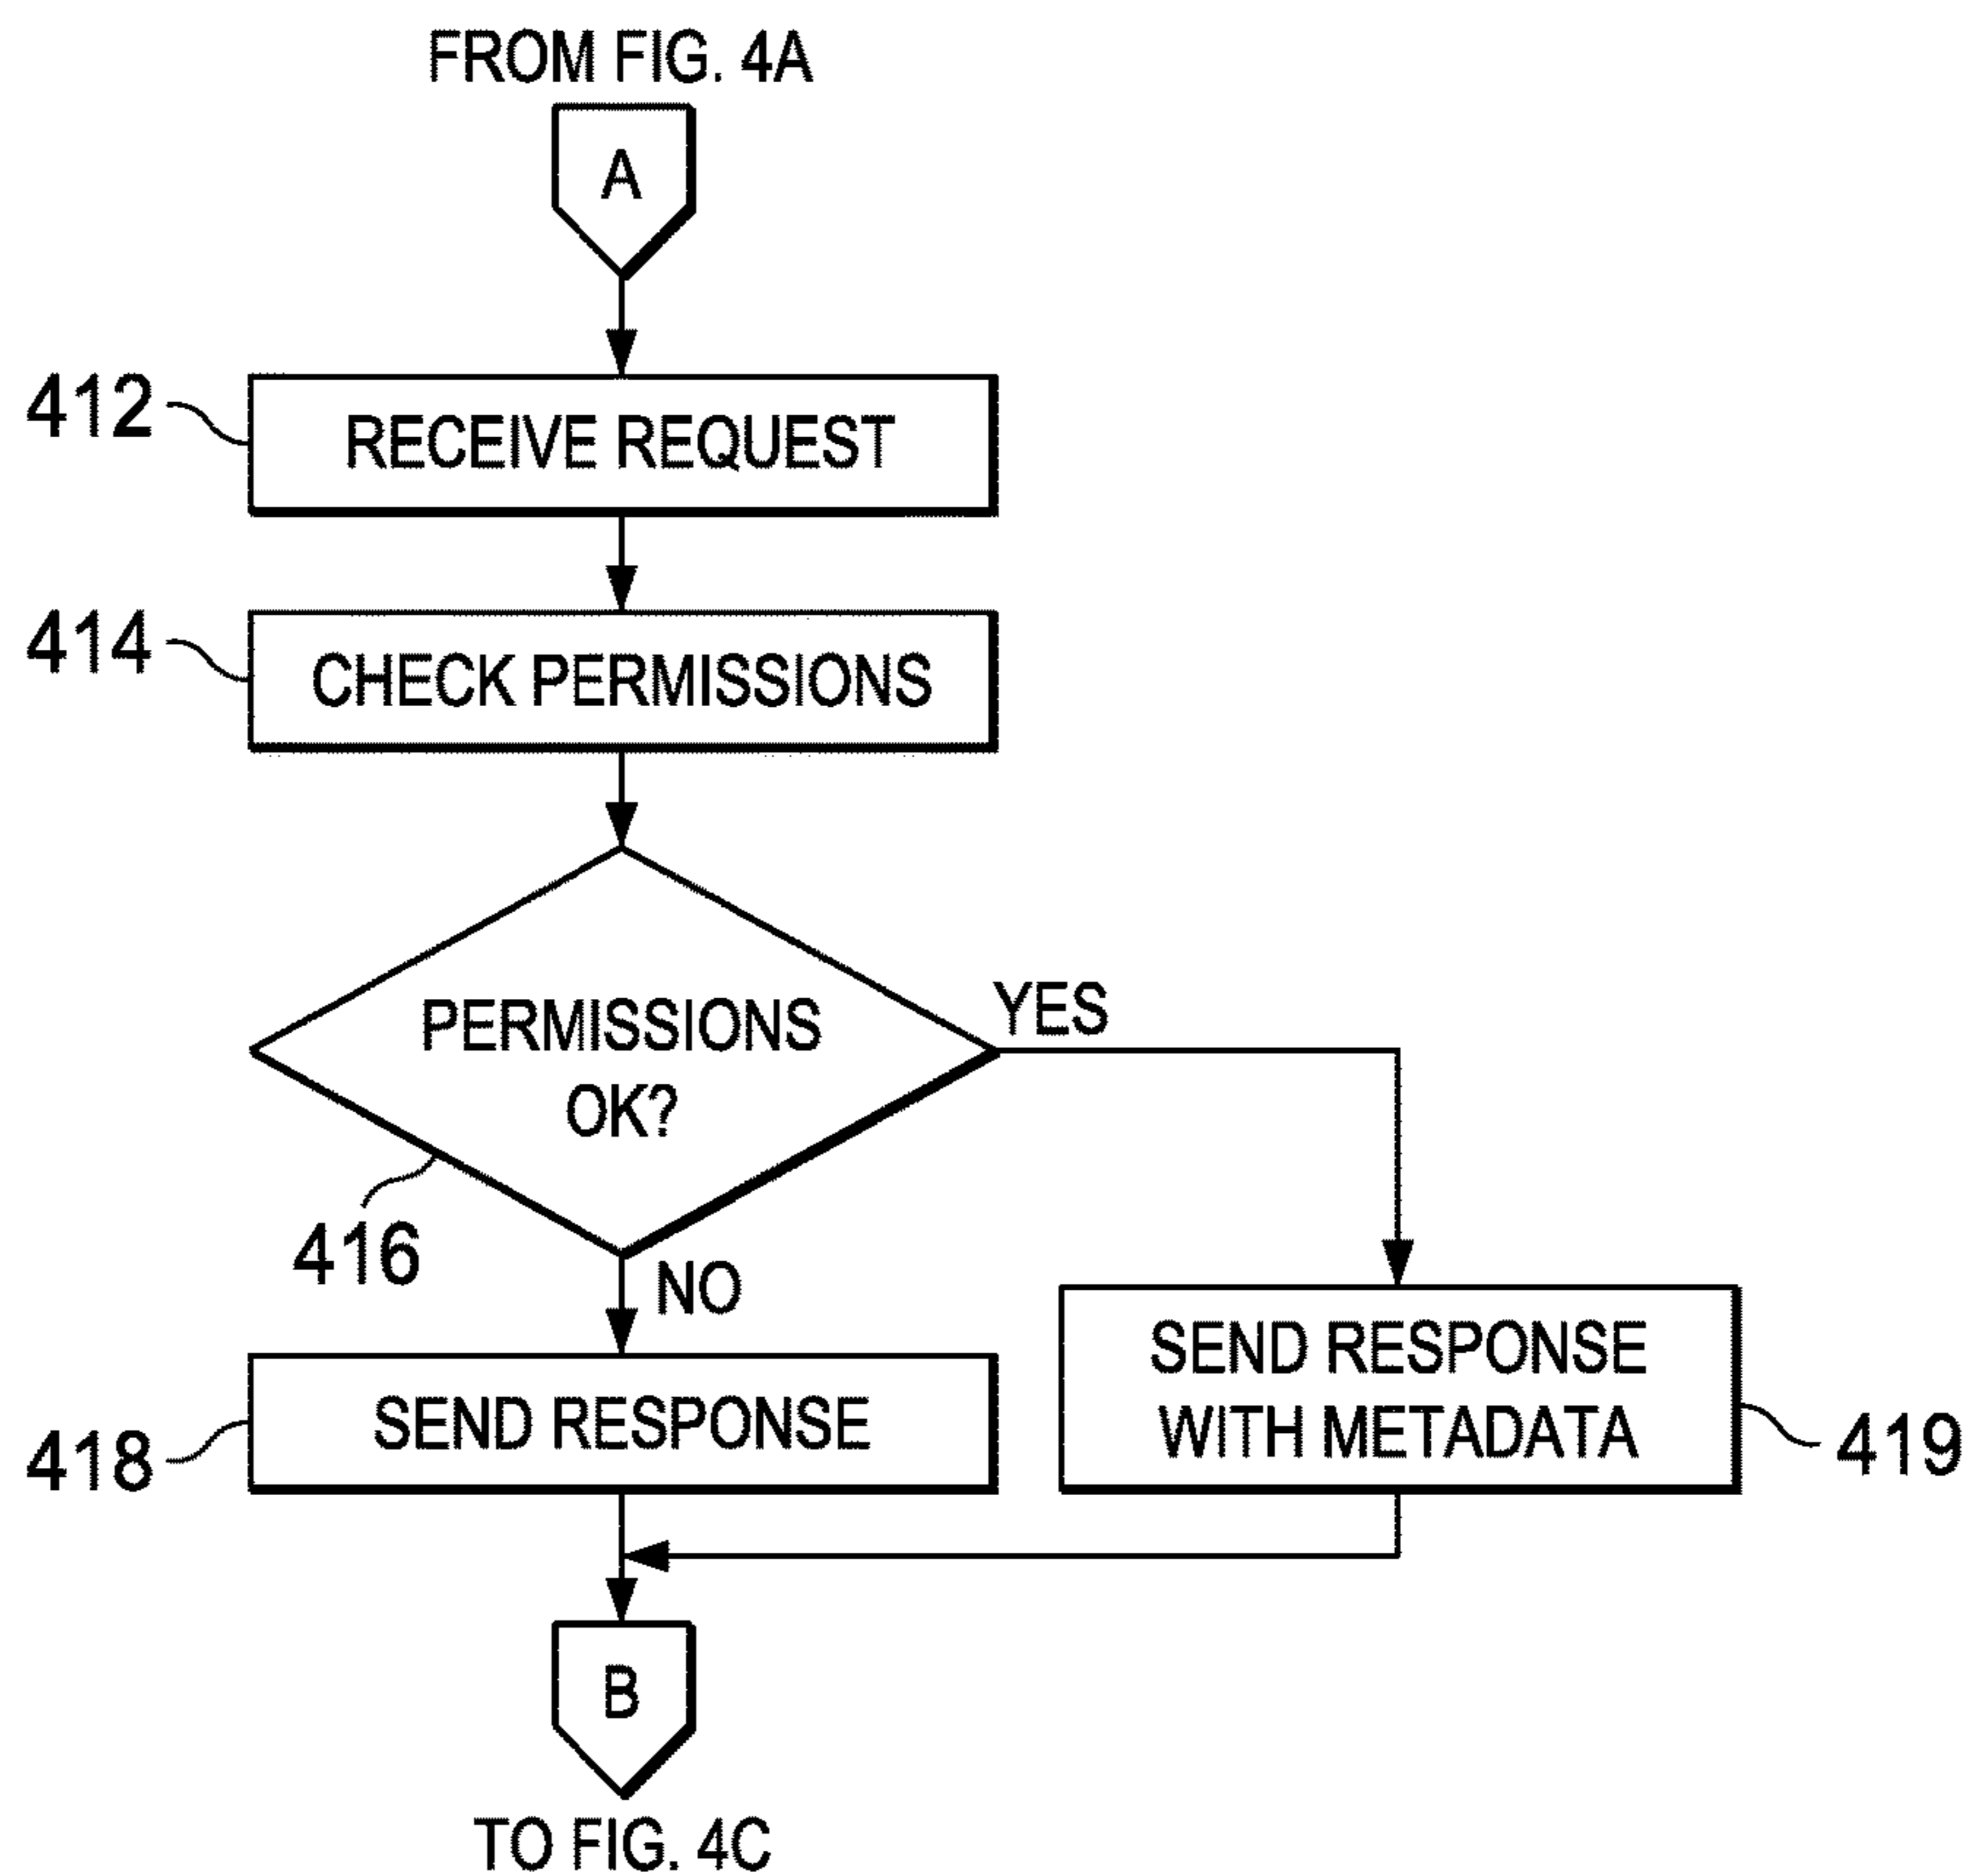 FROM FIG. 4A
A
412
RECEIVE REQUEST
414
CHECK PERMISSIONS
PERMISSIONS
OK?
YES
416
NO
SEND RESPONSE
418
SEND RESPONSE
WITH METADATA
419
B
TO FIG. 4C